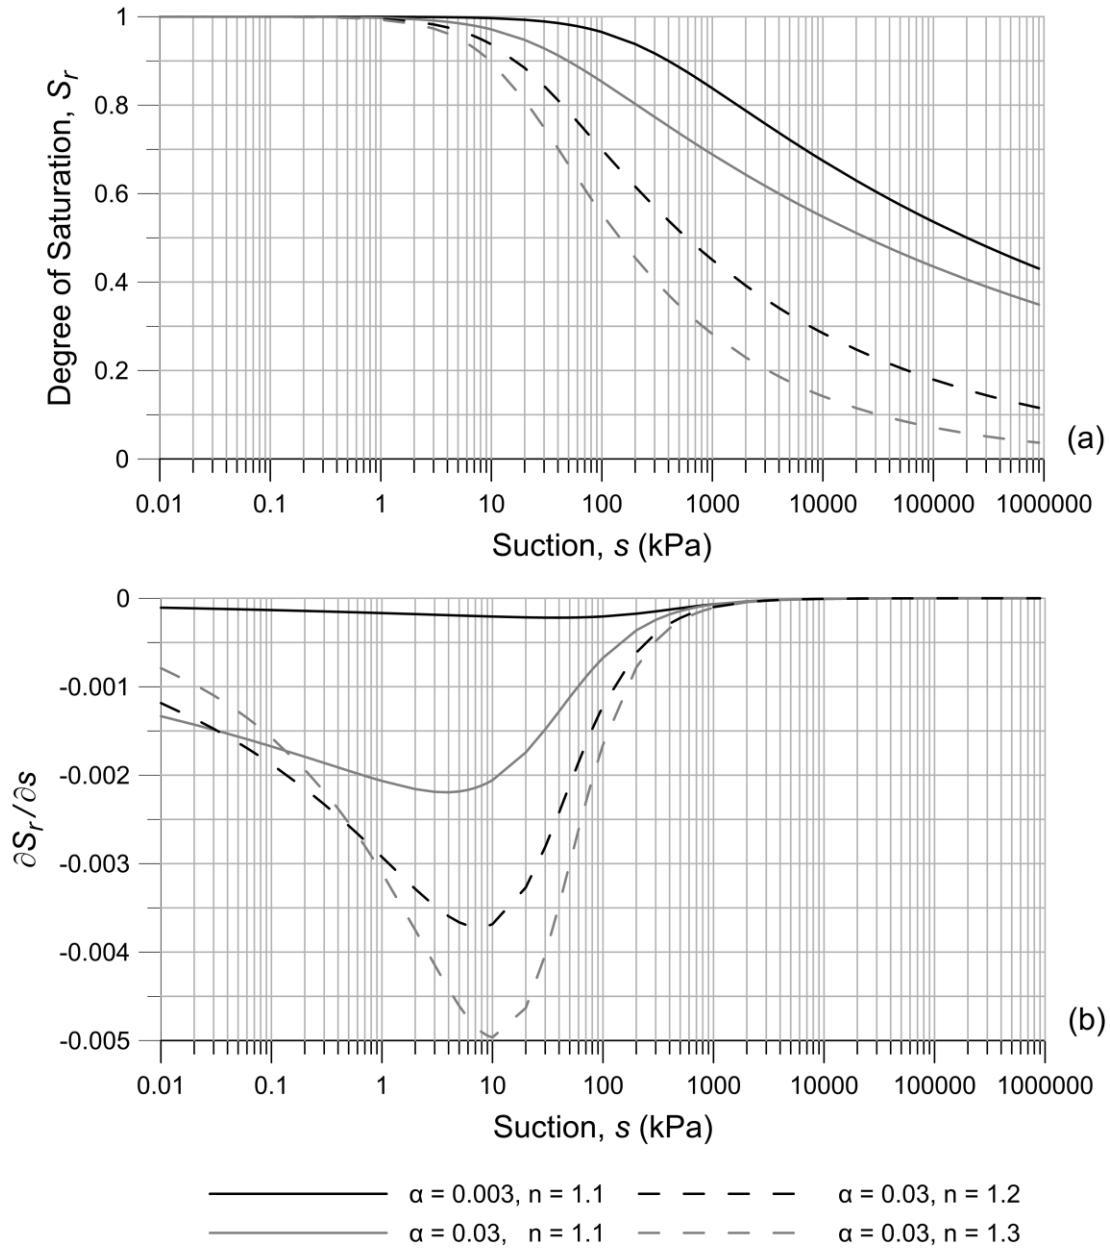 1
0.8
0.6
0.4
0.2
0
Degree of Saturation, Sr
(a)
0.01 0.1 1 10 100 1000 10000 100000 1000000
Suction, s (kPa)
0
-0.001
-0.002
-0.003
-0.004
-0.005
∂Sr/∂s
(b)
0.01 0.1 1 10 100 1000 10000 100000 1000000
Suction, s (kPa)
α = 0.003, n = 1.1 α = 0.03, n = 1.2
α = 0.03, n = 1.1 α = 0.03, n = 1.3